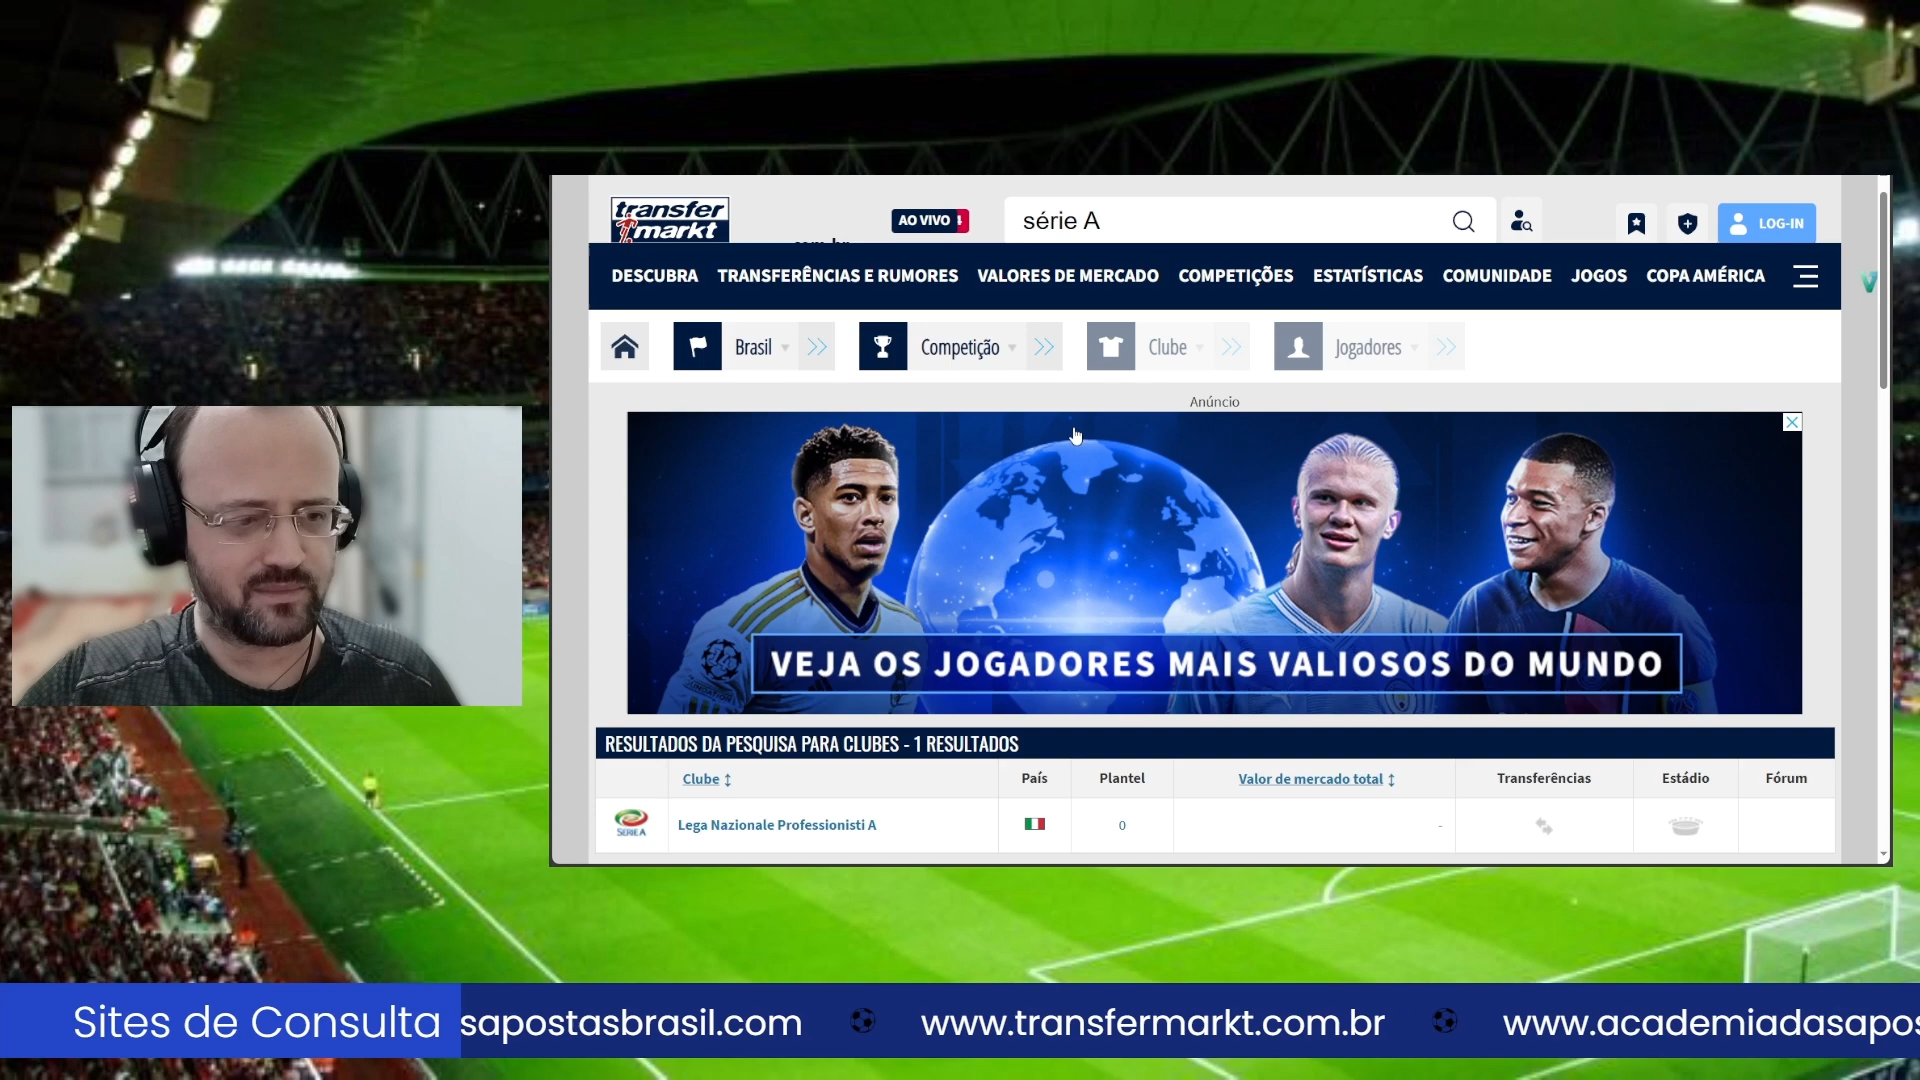 transfer
markt
AO VIVO
série A
LOG-IN
DESCUBRA TRANSFERÊNCIAS E RUMORES VALORES DE MERCADO COMPETIÇÕES ESTATÍSTICAS COMUNIDADE JOGOS COPA AMÉRICA
Brasil Competição Clube Jogadores
Anúncio
VEJA OS JOGADORES MAIS VALIOSOS DO MUNDO
RESULTADOS DA PESQUISA PARA CLUBES - 1 RESULTADOS
Clube País Plantel Valor de mercado total Transferências Estádio Fórum
SERIE A Lega Nazionale Professionisti A 0 -
Sites de Consulta sapostasbrasil.com www.transfermarkt.com.br www.academiadasapos